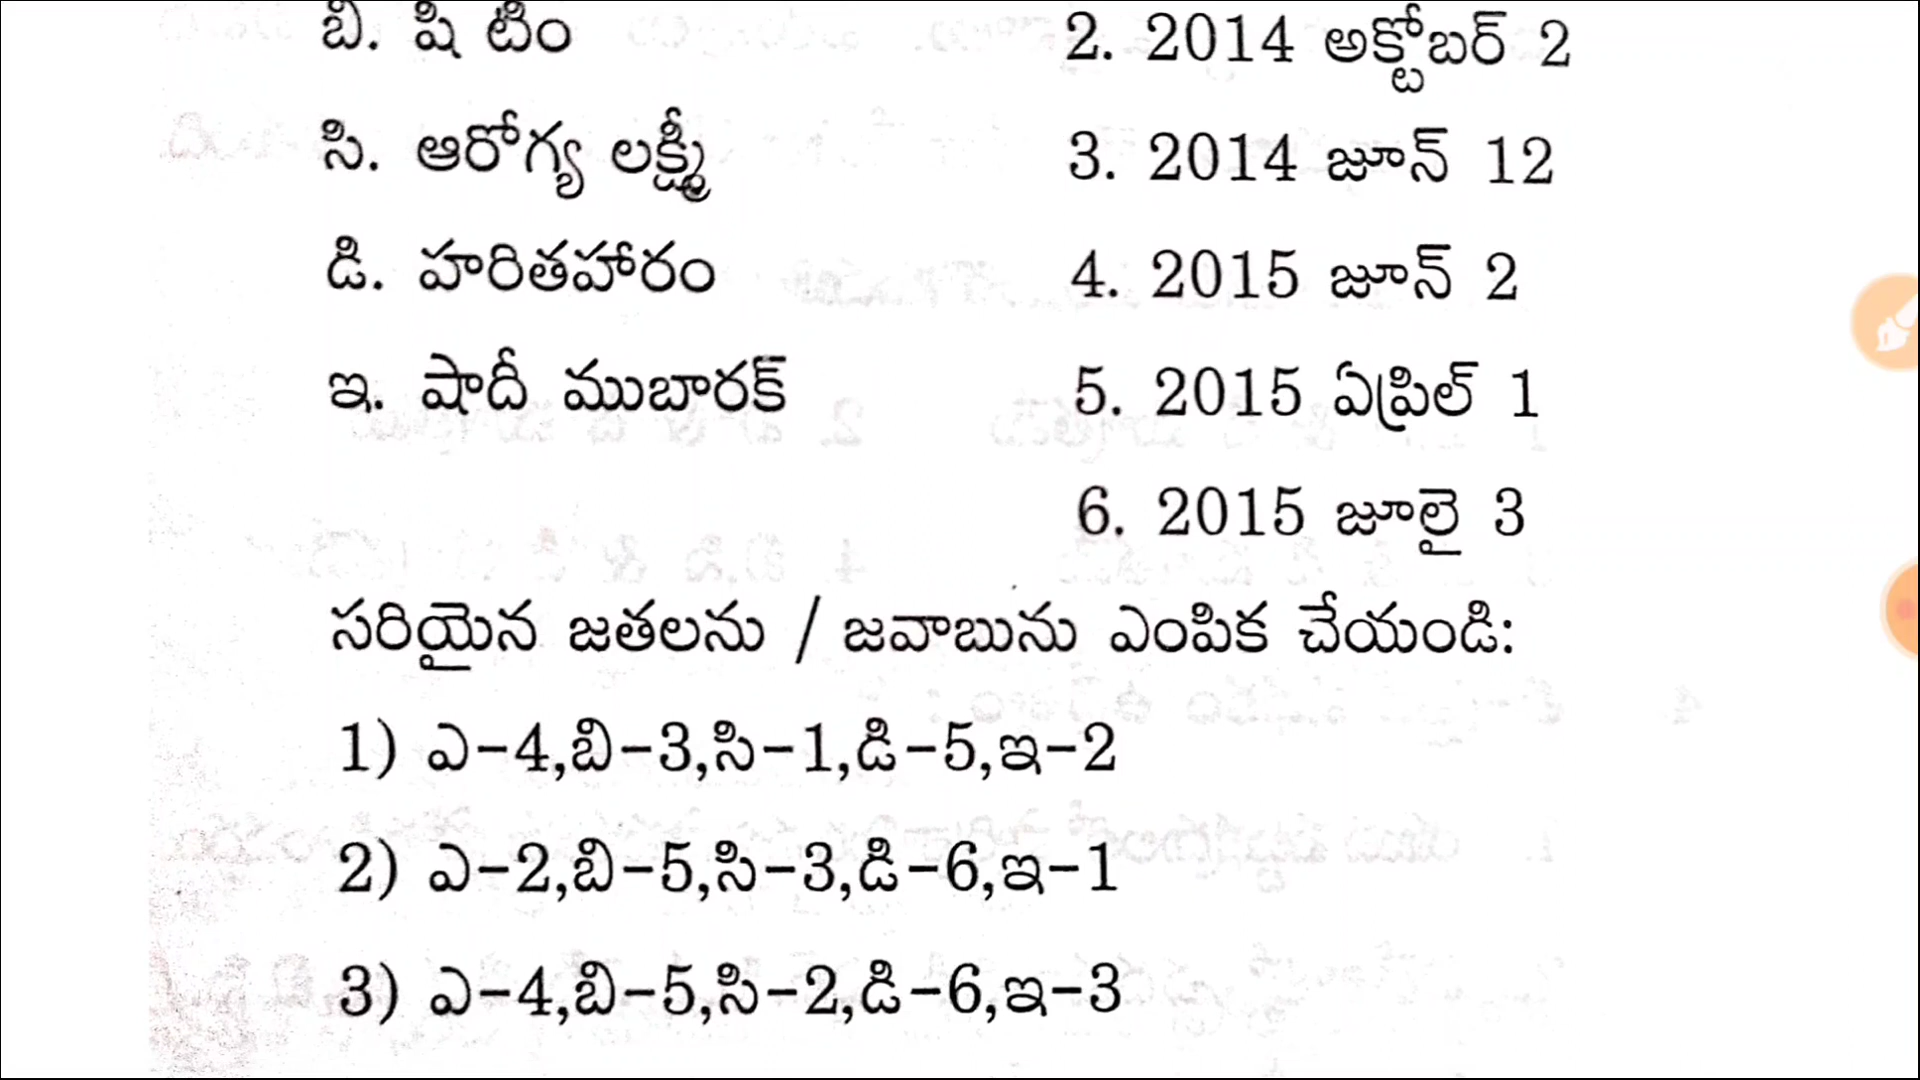 బి. షి టీం 2. 2014 అక్టోబర్ 2
సి. ఆరోగ్య లక్ష్మీ 3. 2014 జూన్ 12
డి. హరితహారం 4. 2015 జూన్ 2
ఇ. షాదీ ముబారక్ 5. 2015 ఏప్రిల్ 1
6. 2015 జూలై 3
సరియైన జతలను / జవాబును ఎంపిక చేయండి:
1) ఎ-4,బి-3,సి-1,డి-5,ఇ-2
2) ఎ-2,బి-5,సి-3,డి-6,ఇ-1
3) ఎ-4,బి-5,సి-2,డి-6,ఇ-3